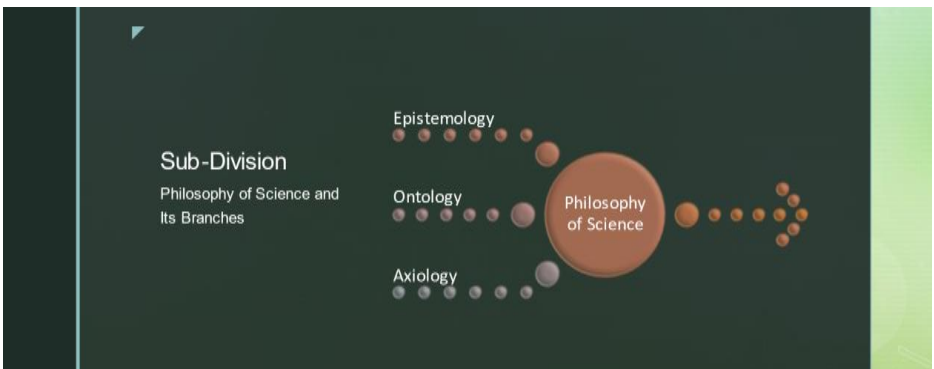 Sub-Division
Philosophy of Science and
Its Branches
Epistemology
Ontology
Axiology
Philosophy
of Science